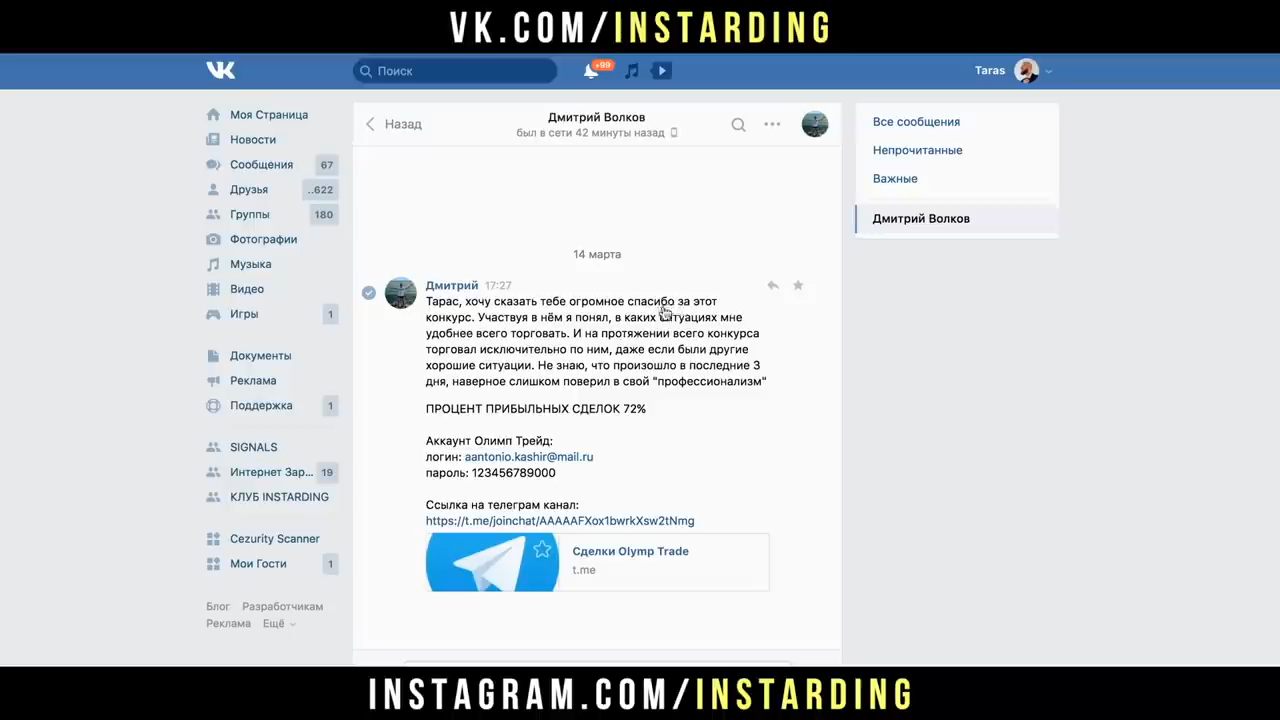 VK.COM/INSTARDING
Поиск
+99
Taras
Моя Страница
Новости
Сообщения 67
Друзья ..622
Группы 180
Фотографии
Музыка
Видео
Игры 1
Документы
Реклама
Поддержка 1
SIGNALS
Интернет Зар... 19
КЛУБ INSTARDING
Cezurity Scanner
Мои Гости 1
Блог Разработчикам
Реклама Ещё
Назад
Дмитрий Волков
был в сети 42 минуты назад
14 марта
Дмитрий 17:27
Тарас, хочу сказать тебе огромное спасибо за этот
конкурс. Участвуя в нём я понял, в каких ситуациях мне
удобнее всего торговать. И на протяжении всего конкурса
торговал исключительно по ним, даже если были другие
хорошие ситуации. Не знаю, что произошло в последние 3
дня, наверное слишком поверил в свой "профессионализм"
ПРОЦЕНТ ПРИБЫЛЬНЫХ СДЕЛОК 72%
Аккаунт Олимп Трейд:
логин: aantonio.kashir@mail.ru
пароль: 123456789000
Ссылка на телеграм канал:
https://t.me/joinchat/AAAAAFXox1bwrkXsw2tNmg
Сделки Olymp Trade
t.me
Все сообщения
Непрочитанные
Важные
Дмитрий Волков
INSTAGRAM.COM/INSTARDING